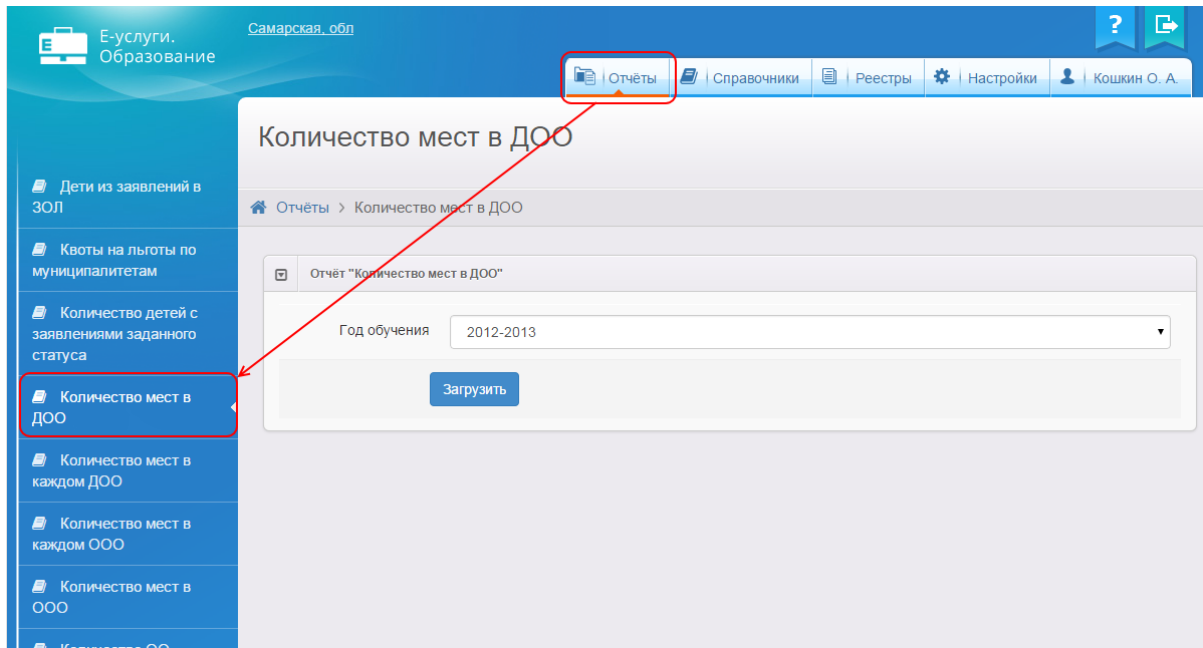 Е-услуги.
Образование
Самарская, обл
?
Отчёты
Справочники
Реестры
Настройки
Кошкин О. А.
Количество мест в ДОО
Отчёты > Количество мест в ДОО
Дети из заявлений в
ЗОЛ
Квоты на льготы по
муниципалитетам
Количество детей с
заявлениями заданного
статуса
Количество мест в
ДОО
Количество мест в
каждом ДОО
Количество мест в
каждом ООО
Количество мест в
ООО
Количество ОО
Отчёт "Количество мест в ДОО"
Год обучения
2012-2013
Загрузить